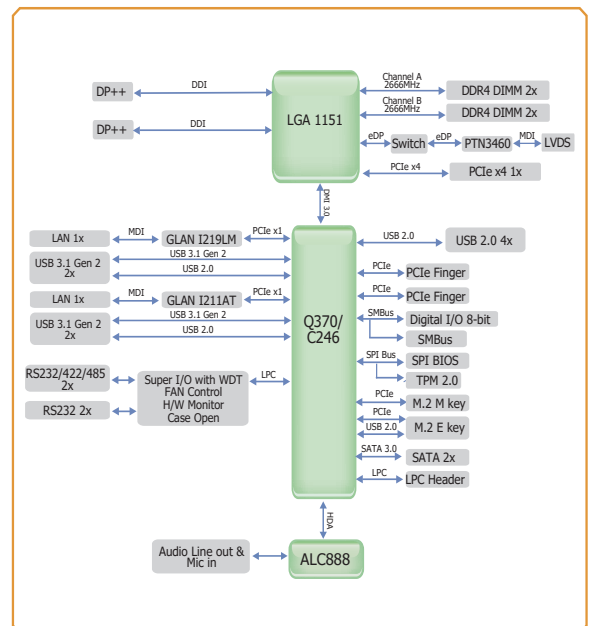 DP++
DDI
DP++
DDI
LGA 1151
Channel A
2666MHz
DDR4 DIMM 2x
Channel B
2666MHz
DDR4 DIMM 2x
eDP
Switch
eDP
PTN3460
MDI
LVDS
PCIe x4
PCIe x4 1x
DMI 3.0
LAN 1x
MDI
GLAN I219LM
PCIe x1
USB 3.1 Gen 2
2x
USB 3.1 Gen 2
USB 2.0
LAN 1x
MDI
GLAN I211AT
PCIe x1
USB 3.1 Gen 2
2x
USB 3.1 Gen 2
USB 2.0
RS232/422/485
2x
RS232 2x
Super I/O with WDT
FAN Control
H/W Monitor
Case Open
LPC
Q370/
C246
USB 2.0
USB 2.0 4x
PCIe
PCIe Finger
PCIe
PCIe Finger
SMBus
Digital I/O 8-bit
SMBus
SPI Bus
SPI BIOS
TPM 2.0
PCIe
M.2 M key
PCIe
USB 2.0
M.2 E key
SATA 3.0
SATA 2x
LPC
LPC Header
HDA
Audio Line out &
Mic in
ALC888